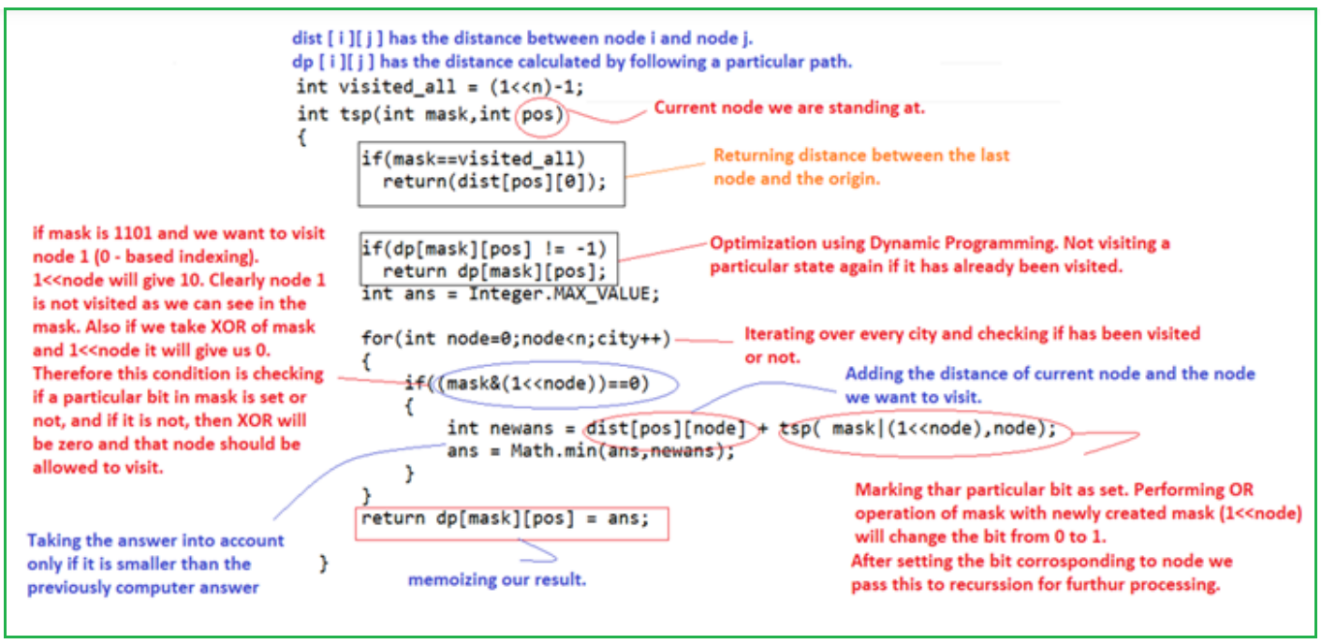 dist [ i ][ j ] has the distance between node i and node j.
dp [ i ][ j ] has the distance calculated by following a particular path.
int visited_all = (1<<n)-1;
int tsp(int mask,int pos)
Current node we are standing at.
{
if(mask==visited_all)
return(dist[pos][0]);
Returning distance between the last
node and the origin.
if mask is 1101 and we want to visit
node 1 (0 - based indexing).
1<<node will give 10. Clearly node 1
is not visited as we can see in the
mask. Also if we take XOR of mask
and 1<<node it will give us 0.
Therefore this condition is checking
if a particular bit in mask is set or
not, and if it is not, then XOR will
be zero and that node should be
allowed to visit.
if(dp[mask][pos] != -1)
return dp[mask][pos];
Optimization using Dynamic Programming. Not visiting a
particular state again if it has already been visited.
int ans = Integer.MAX_VALUE;
for(int node=0;node<n;city++)
Iterating over every city and checking if has been visited
or not.
{
if((mask&(1<<node))==0)
Adding the distance of current node and the node
we want to visit.
{
int newans = dist[pos][node] + tsp( mask|(1<<node),node);
ans = Math.min(ans,newans);
}
}
Marking thar particular bit as set. Performing OR
operation of mask with newly created mask (1<<node)
will change the bit from 0 to 1.
After setting the bit corrosponding to node we
pass this to recurssion for furthur processing.
return dp[mask][pos] = ans;
Taking the answer into account
only if it is smaller than the
previously computer answer
}
memoizing our result.